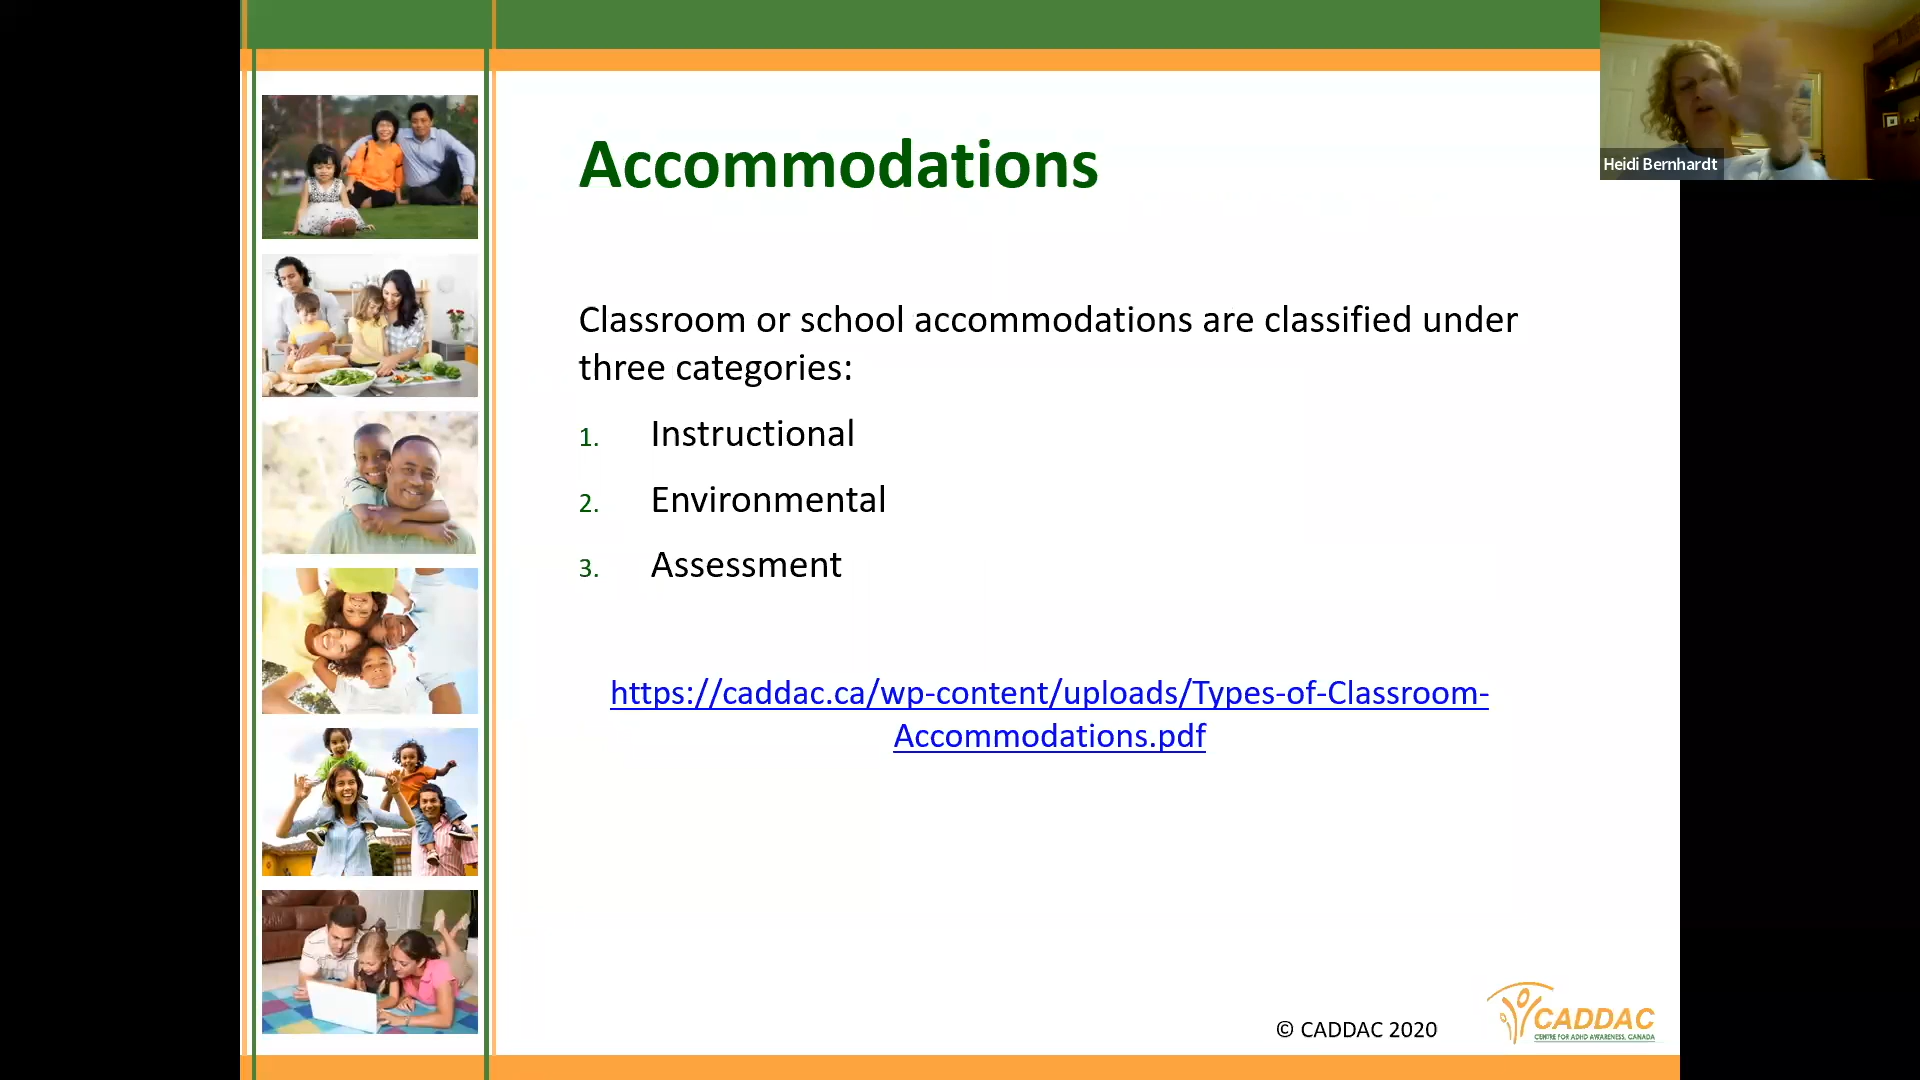 Accommodations
Heidi Bernhardt
Classroom or school accommodations are classified under
three categories:
1. Instructional
2. Environmental
3. Assessment
https://caddac.ca/wp-content/uploads/Types-of-Classroom-
Accommodations.pdf
© CADDAC 2020
CADDAC
CENTRE FOR ADHD AWARENESS, CANADA